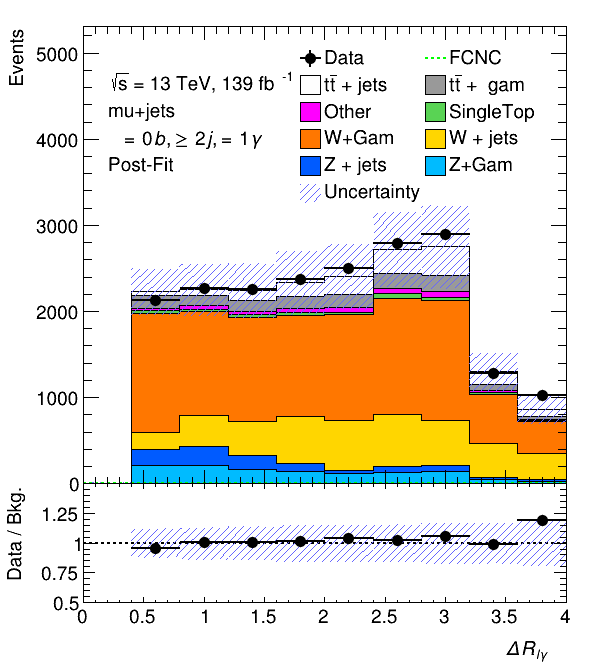 Events
5000
4000
3000
2000
1000
0
√s = 13 TeV, 139 fb⁻¹
mu+jets
= 0b, ≥ 2j, = 1γ
Post-Fit
Data
FCNC
tt̄ + jets
tt̄ + gam
Other
SingleTop
W+Gam
W + jets
Z + jets
Z+Gam
Uncertainty
Data / Bkg.
1.25
1
0.75
0.5
0 0.5 1 1.5 2 2.5 3 3.5 4
ΔR_lγ